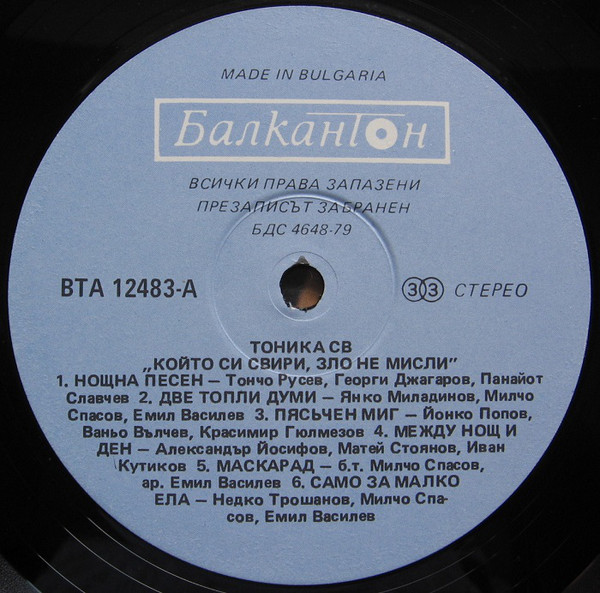 MADE IN BULGARIA
Балкантон
ВСИЧКИ ПРАВА ЗАПАЗЕНИ
ПРЕЗАПИСЪТ ЗАБРАНЕН
БДС 4648-79
ВТА 12483-А
33 СТЕРЕО
ТОНИКА СВ
„КОЙТО СИ СВИРИ, ЗЛО НЕ МИСЛИ”
1. НОЩНА ПЕСЕН — Тончо Русев, Георги Джагаров, Панайот
Славчев 2. ДВЕ ТОПЛИ ДУМИ — Янко Миладинов, Милчо
Спасов, Емил Василев 3. ПЯСЪЧЕН МИГ — Йонко Попов,
Ваньо Вълчев, Красимир Гюлмезов 4. МЕЖДУ НОЩ И
ДЕН — Александър Йосифов, Матей Стоянов, Иван
Кутиков 5. МАСКАРАД — б.т. Милчо Спасов,
ар. Емил Василев 6. САМО ЗА МАЛКО
ЕЛА — Недко Трошанов, Милчо Спа-
сов, Емил Василев